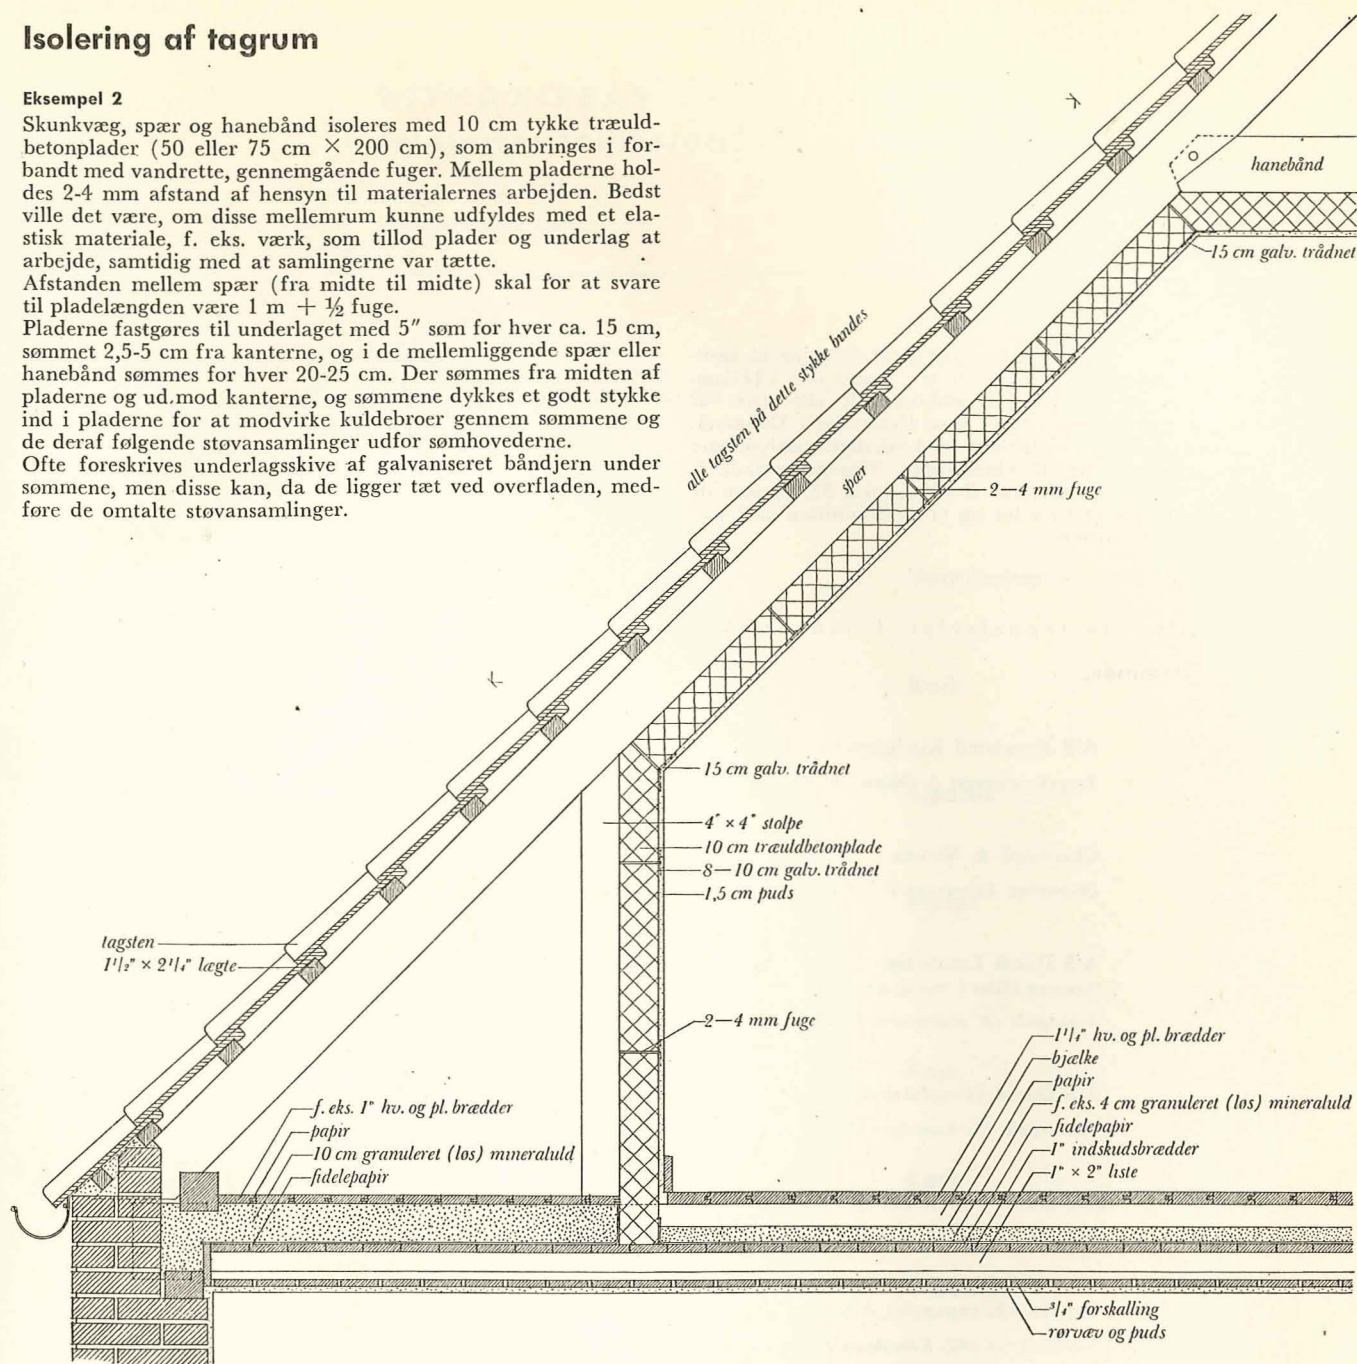 Isolering af tagrum
Eksempel 2
Skunkvæg, spær og hanebånd isoleres med 10 cm tykke træuld-
betonplader (50 eller 75 cm × 200 cm), som anbringes i for-
bandt med vandrette, gennemgående fuger. Mellem pladerne hol-
des 2-4 mm afstand af hensyn til materialernes arbejden. Bedst
ville det være, om disse mellemrum kunne udfyldes med et ela-
stisk materiale, f. eks. værk, som tillod plader og underlag at
arbejde, samtidig med at samlingerne var tætte.
Afstanden mellem spær (fra midte til midte) skal for at svare
til pladelængden være 1 m + ½ fuge.
Pladerne fastgøres til underlaget med 5″ søm for hver ca. 15 cm,
sømmet 2,5-5 cm fra kanterne, og i de mellemliggende spær eller
hanebånd sømmes for hver 20-25 cm. Der sømmes fra midten af
pladerne og ud mod kanterne, og sømmene dykkes et godt stykke
ind i pladerne for at modvirke kuldebroer gennem sømmene og
de deraf følgende støvansamlinger udfor sømhovederne.
Ofte foreskrives underlagsskive af galvaniseret båndjern under
sømmene, men disse kan, da de ligger tæt ved overfladen, med-
føre de omtalte støvansamlinger.
hanebånd
15 cm galv. trådnet
alle tagsten på dette stykke bindes
spær
2—4 mm fuge
15 cm galv. trådnet
4" × 4" stolpe
10 cm træuldbetonplade
8—10 cm galv. trådnet
1,5 cm puds
tagsten
1 1/2" × 2 1/4" lægte
2—4 mm fuge
f. eks. 1" hv. og pl. brædder
papir
10 cm granuleret (løs) mineraluld
fidelepapir
1 1/4" hv. og pl. brædder
bjælke
papir
f. eks. 4 cm granuleret (løs) mineraluld
fidelepapir
1" indskudsbrædder
1" × 2" liste
3/4" forskalling
rørvæv og puds